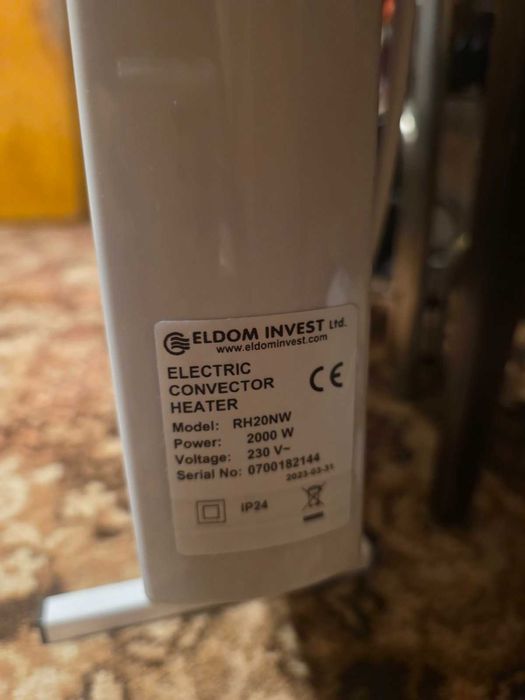 ELDOM INVEST Ltd.
www.eldominvest.com
ELECTRIC
CONVECTOR
HEATER
CE
Model: RH20NW
Power: 2000 W
Voltage: 230 V~
Serial No: 0700182144
2023-03-31
IP24